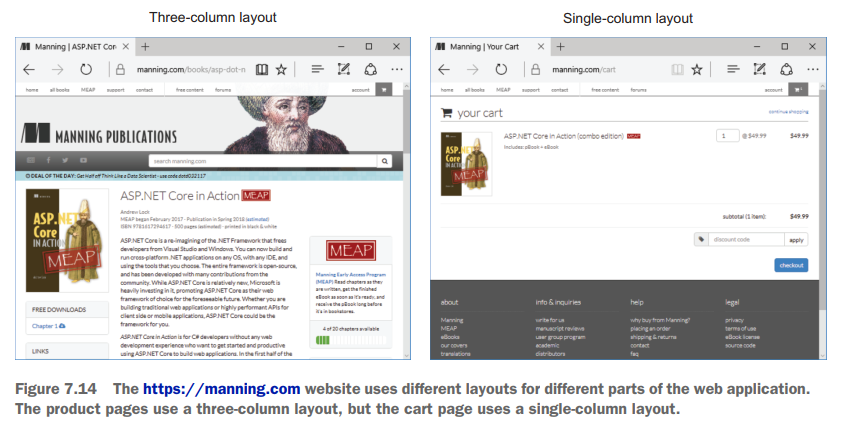 Three-column layout
Single-column layout
Manning | ASP.NET Cor
manning.com/books/asp-dot-n
home all books MEAP support contact free content forums account
MANNING PUBLICATIONS
search manning.com
DEAL OF THE DAY: Get Half off Think Like a Data Scientist - use code dotd032117
ASP.NET Core in Action MEAP
Andrew Lock
MEAP began February 2017 - Publication in Spring 2018 (estimated)
ISBN 9781617294617 - 500 pages (estimated) - printed in black & white
ASP.NET Core
IN ACTION
MEAP
ASP.NET Core is a re-imagining of the .NET Framework that frees
developers from Visual Studio and Windows. You can now build and
run cross-platform .NET applications on any OS, with any IDE, and
using the tools that you choose. The entire framework is open-source,
and has been developed with many contributions from the
community. While ASP.NET Core is relatively new, Microsoft is
heavily investing in it, promoting ASP.NET Core as their web
framework of choice for the foreseeable future. Whether you are
building traditional web applications or highly performant APIs for
client side or mobile applications, ASP.NET Core could be the
framework for you.
ASP.NET Core in Action is for C# developers without any web
development experience who want to get started and productive
using ASP.NET Core to build web applications. In the first half of the
FREE DOWNLOADS
Chapter 1
LINKS
MEAP
Manning Early Access Program
(MEAP) Read chapters as they
are written, get the finished
eBook as soon as it's ready, and
receive the pBook long before
it's in bookstores.
4 of 20 chapters available
Manning | Your Cart
manning.com/cart
home all books MEAP support contact free content forums account
your cart
continue shopping
ASP.NET Core
IN ACTION
MEAP
ASP.NET Core in Action (combo edition) MEAP
1 @ $49.99 $49.99
Includes: pBook + eBook
subtotal (1 item): $49.99
discount code apply
checkout
about info & inquiries help legal
Manning write for us why buy from Manning? privacy
MEAP manuscript reviews placing an order terms of use
eBooks user group program shipping & returns eBook license
our covers academic contact source code
translations distributors faq
Figure 7.14 The https://manning.com website uses different layouts for different parts of the web application.
The product pages use a three-column layout, but the cart page uses a single-column layout.